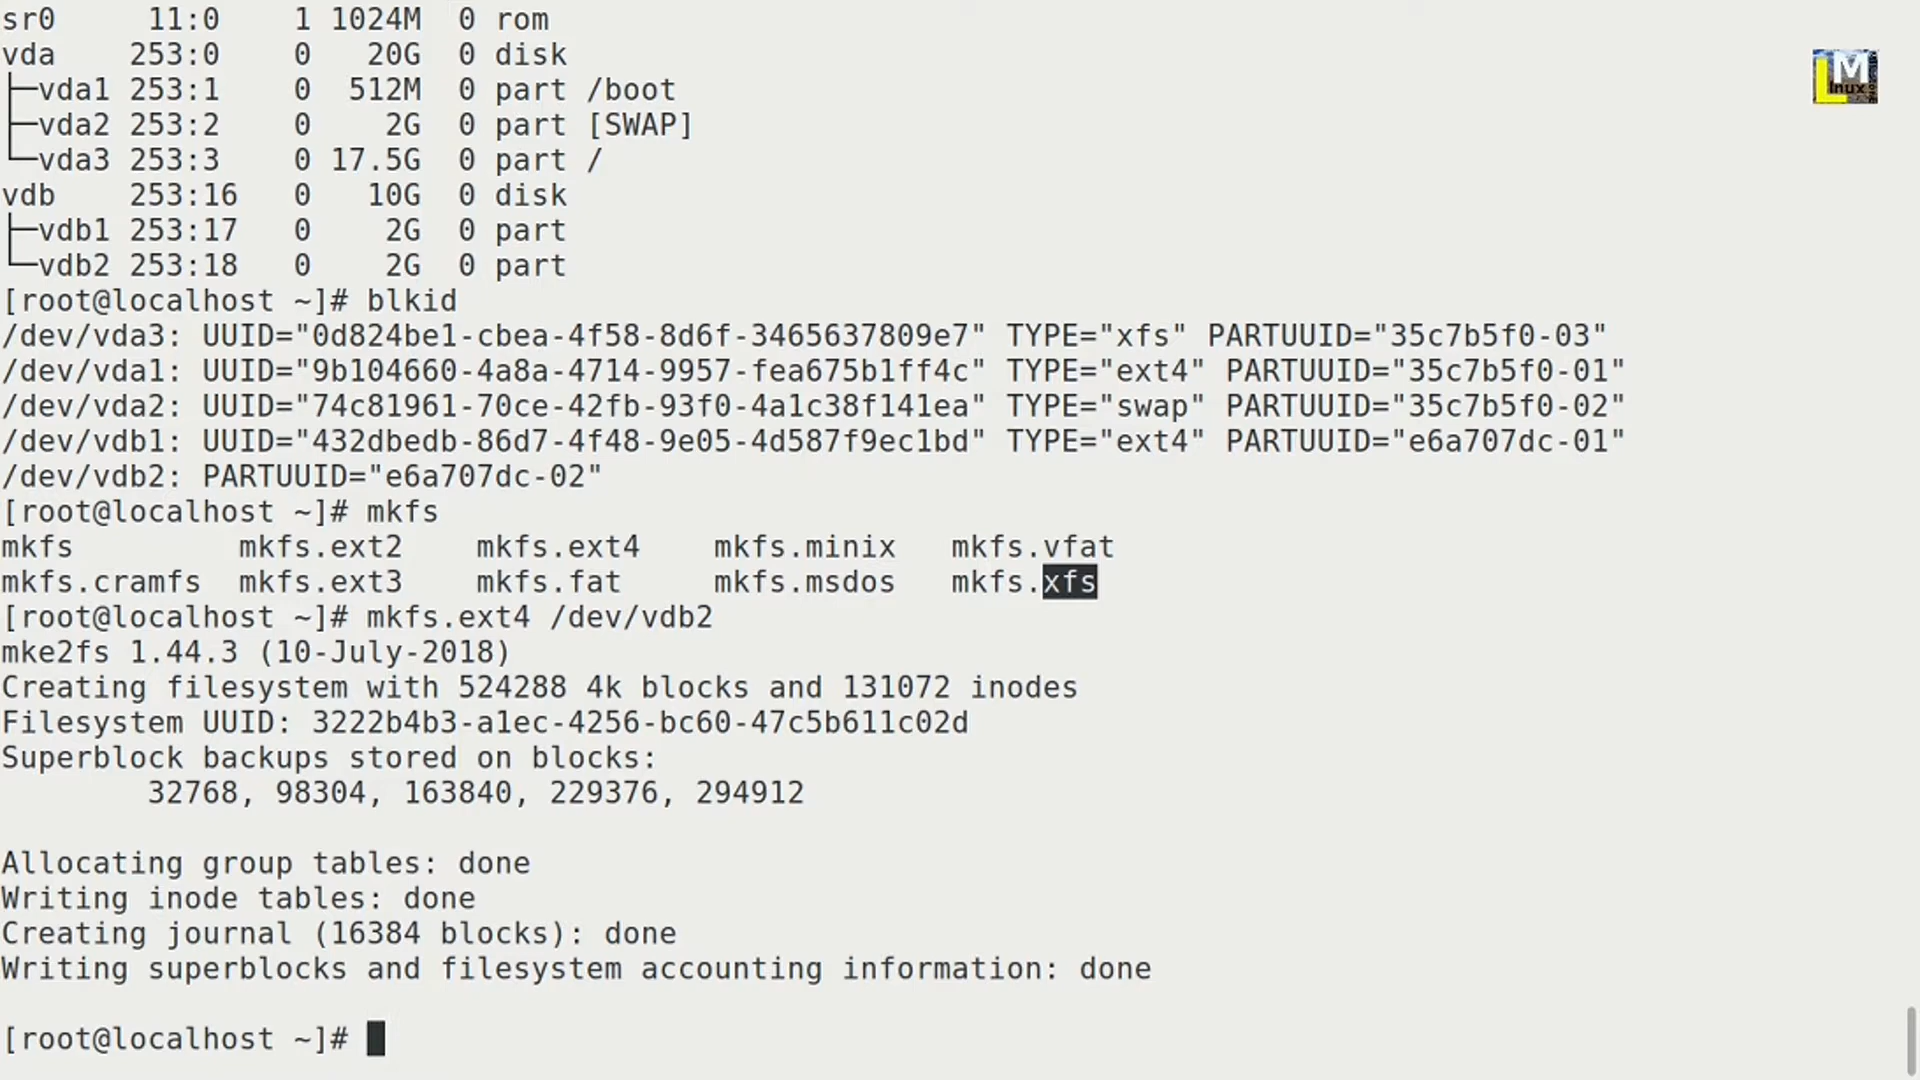 sr0     11:0    1 1024M  0 rom
vda    253:0    0   20G  0 disk
├─vda1 253:1    0  512M  0 part /boot
├─vda2 253:2    0    2G  0 part [SWAP]
└─vda3 253:3    0 17.5G  0 part /
vdb    253:16   0   10G  0 disk
├─vdb1 253:17   0    2G  0 part
└─vdb2 253:18   0    2G  0 part
[root@localhost ~]# blkid
/dev/vda3: UUID="0d824be1-cbea-4f58-8d6f-3465637809e7" TYPE="xfs" PARTUUID="35c7b5f0-03"
/dev/vda1: UUID="9b104660-4a8a-4714-9957-fea675b1ff4c" TYPE="ext4" PARTUUID="35c7b5f0-01"
/dev/vda2: UUID="74c81961-70ce-42fb-93f0-4a1c38f141ea" TYPE="swap" PARTUUID="35c7b5f0-02"
/dev/vdb1: UUID="432dbedb-86d7-4f48-9e05-4d587f9ec1bd" TYPE="ext4" PARTUUID="e6a707dc-01"
/dev/vdb2: PARTUUID="e6a707dc-02"
[root@localhost ~]# mkfs
mkfs         mkfs.ext2    mkfs.ext4    mkfs.minix   mkfs.vfat
mkfs.cramfs  mkfs.ext3    mkfs.fat     mkfs.msdos   mkfs.xfs
[root@localhost ~]# mkfs.ext4 /dev/vdb2
mke2fs 1.44.3 (10-July-2018)
Creating filesystem with 524288 4k blocks and 131072 inodes
Filesystem UUID: 3222b4b3-a1ec-4256-bc60-47c5b611c02d
Superblock backups stored on blocks:
        32768, 98304, 163840, 229376, 294912
Allocating group tables: done
Writing inode tables: done
Creating journal (16384 blocks): done
Writing superblocks and filesystem accounting information: done
[root@localhost ~]#
M
Linux